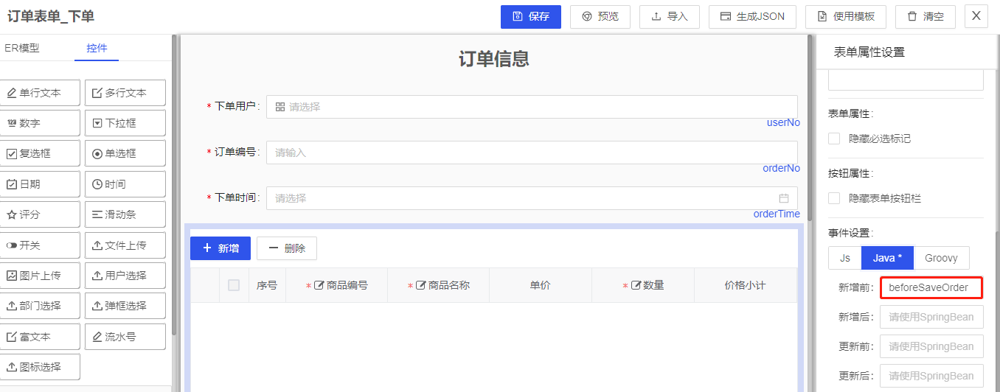 订单表单_下单
保存 预览 导入 生成JSON 使用模板 清空 X
ER模型 控件
单行文本 多行文本
数字 下拉框
复选框 单选框
日期 时间
评分 滑动条
开关 文件上传
图片上传 用户选择
部门选择 弹框选择
富文本 流水号
图标选择
订单信息
* 下单用户: 请选择
userNo
* 订单编号: 请输入
orderNo
* 下单时间: 请选择
orderTime
新增 删除
序号 * 商品编号 * 商品名称 单价 * 数量 价格小计
表单属性设置
表单属性:
隐藏必选标记
按钮属性:
隐藏表单按钮栏
事件设置:
Js Java * Groovy
新增前: beforeSaveOrder
新增后: 请使用SpringBean
更新前: 请使用SpringBean
更新后: 请使用SpringBean